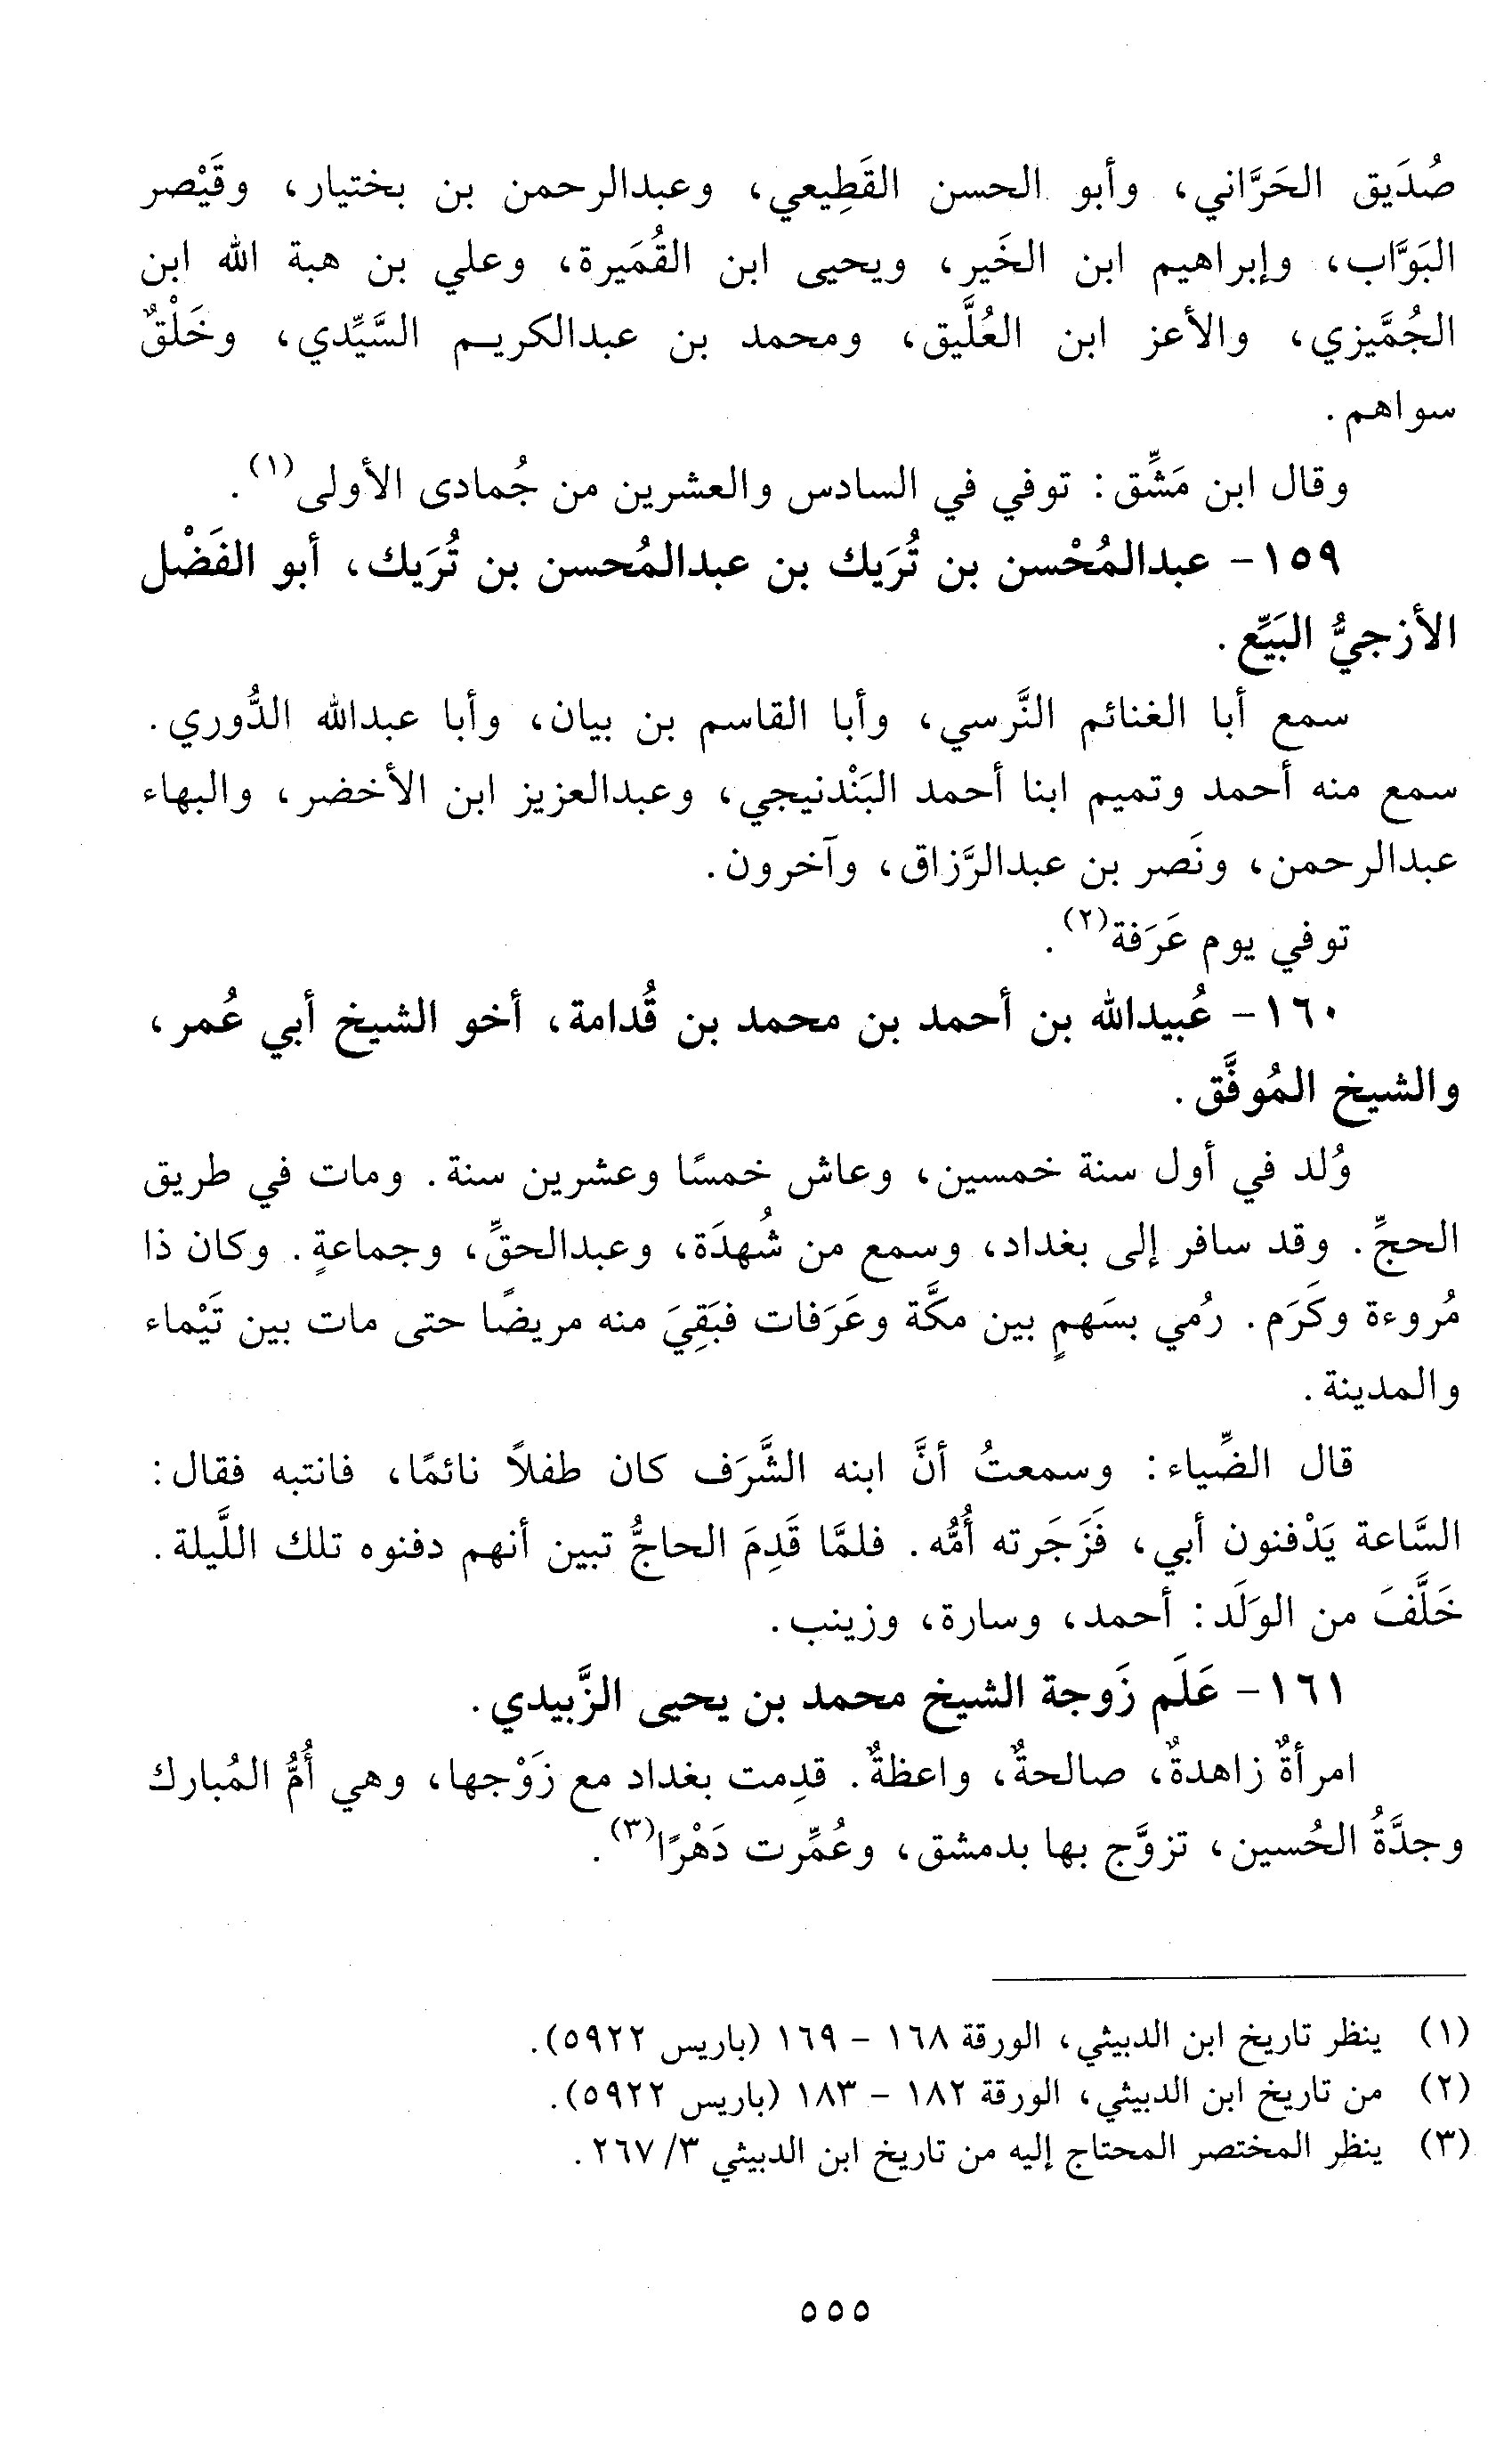 صُدَيق الحَرَّاني، وأبو الحسن القَطِيعي، وعبدالرحمن بن بختيار، وقَيْصر
البَوَّاب، وإبراهيم ابن الخَير، ويحيى ابن القُمَيرة، وعلي بن هبة الله ابن
الجُمَّيزي، والأعز ابن العُلَّيق، ومحمد بن عبدالكريم السَّيِّدي، وخَلْقٌ
سواهم.
وقال ابن مَشِّق: توفي في السادس والعشرين من جُمادى الأولى(١).
١٥٩- عبدالمُحْسن بن تُرَيك بن عبدالمُحسن بن تُرَيك، أبو الفَضْل
الأزجيُّ البَيِّع.
سمع أبا الغنائم النَّرسي، وأبا القاسم بن بيان، وأبا عبدالله الدُّوري.
سمع منه أحمد وتميم ابنا أحمد البَنْدنيجي، وعبدالعزيز ابن الأخضر، والبهاء
عبدالرحمن، ونَصر بن عبدالرَّزاق، وآخرون.
توفي يوم عَرَفة(٢).
١٦٠- عُبيدالله بن أحمد بن محمد بن قُدامة، أخو الشيخ أبي عُمر،
والشيخ المُوفَّق.
وُلد في أول سنة خمسين، وعاش خمسًا وعشرين سنة. ومات في طريق
الحجِّ. وقد سافر إلى بغداد، وسمع من شُهدَة، وعبدالحقِّ، وجماعةٍ. وكان ذا
مُروءة وكَرَم. رُمي بسَهمٍ بين مكَّة وعَرَفات فبَقِيَ منه مريضًا حتى مات بين تَيْماء
والمدينة.
قال الضِّياء: وسمعتُ أنَّ ابنه الشَّرَف كان طفلاً نائمًا، فانتبه فقال:
السَّاعة يَدْفنون أبي، فَزَجَرته أُمُّه. فلمَّا قَدِمَ الحاجُّ تبين أنهم دفنوه تلك اللَّيلة.
خَلَّفَ من الوَلَد: أحمد، وسارة، وزينب.
١٦١- عَلَم زَوجة الشيخ محمد بن يحيى الزَّبيدي.
امرأةٌ زاهدةٌ، صالحةٌ، واعظةٌ. قدِمت بغداد مع زَوْجها، وهي أُمُّ المُبارك
وجدَّةُ الحُسين، تزوَّج بها بدمشق، وعُمِّرت دَهْرًا(٣).
(١) ينظر تاريخ ابن الدبيثي، الورقة ١٦٨ - ١٦٩ (باريس ٥٩٢٢).
(٢) من تاريخ ابن الدبيثي، الورقة ١٨٢ - ١٨٣ (باريس ٥٩٢٢).
(٣) ينظر المختصر المحتاج إليه من تاريخ ابن الدبيثي ٣/ ٢٦٧.
٥٥٥